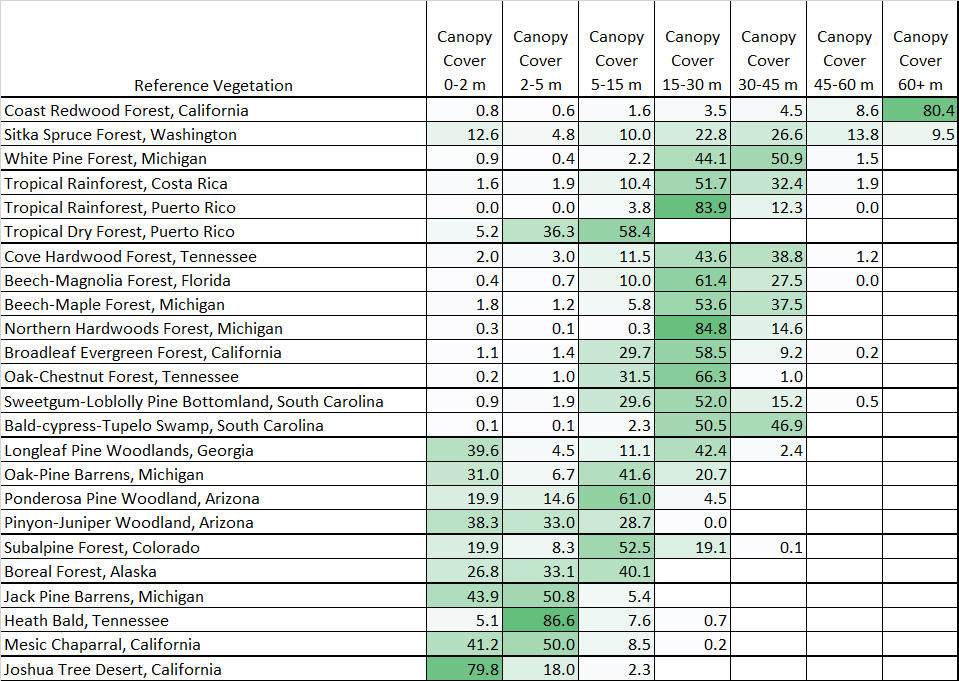 Reference Vegetation Canopy Cover 0-2 m Canopy Cover 2-5 m Canopy Cover 5-15 m Canopy Cover 15-30 m Canopy Cover 30-45 m Canopy Cover 45-60 m Canopy Cover 60+ m
Coast Redwood Forest, California 0.8 0.6 1.6 3.5 4.5 8.6 80.4
Sitka Spruce Forest, Washington 12.6 4.8 10.0 22.8 26.6 13.8 9.5
White Pine Forest, Michigan 0.9 0.4 2.2 44.1 50.9 1.5
Tropical Rainforest, Costa Rica 1.6 1.9 10.4 51.7 32.4 1.9
Tropical Rainforest, Puerto Rico 0.0 0.0 3.8 83.9 12.3 0.0
Tropical Dry Forest, Puerto Rico 5.2 36.3 58.4
Cove Hardwood Forest, Tennessee 2.0 3.0 11.5 43.6 38.8 1.2
Beech-Magnolia Forest, Florida 0.4 0.7 10.0 61.4 27.5 0.0
Beech-Maple Forest, Michigan 1.8 1.2 5.8 53.6 37.5
Northern Hardwoods Forest, Michigan 0.3 0.1 0.3 84.8 14.6
Broadleaf Evergreen Forest, California 1.1 1.4 29.7 58.5 9.2 0.2
Oak-Chestnut Forest, Tennessee 0.2 1.0 31.5 66.3 1.0
Sweetgum-Loblolly Pine Bottomland, South Carolina 0.9 1.9 29.6 52.0 15.2 0.5
Bald-cypress-Tupelo Swamp, South Carolina 0.1 0.1 2.3 50.5 46.9
Longleaf Pine Woodlands, Georgia 39.6 4.5 11.1 42.4 2.4
Oak-Pine Barrens, Michigan 31.0 6.7 41.6 20.7
Ponderosa Pine Woodland, Arizona 19.9 14.6 61.0 4.5
Pinyon-Juniper Woodland, Arizona 38.3 33.0 28.7 0.0
Subalpine Forest, Colorado 19.9 8.3 52.5 19.1 0.1
Boreal Forest, Alaska 26.8 33.1 40.1
Jack Pine Barrens, Michigan 43.9 50.8 5.4
Heath Bald, Tennessee 5.1 86.6 7.6 0.7
Mesic Chaparral, California 41.2 50.0 8.5 0.2
Joshua Tree Desert, California 79.8 18.0 2.3